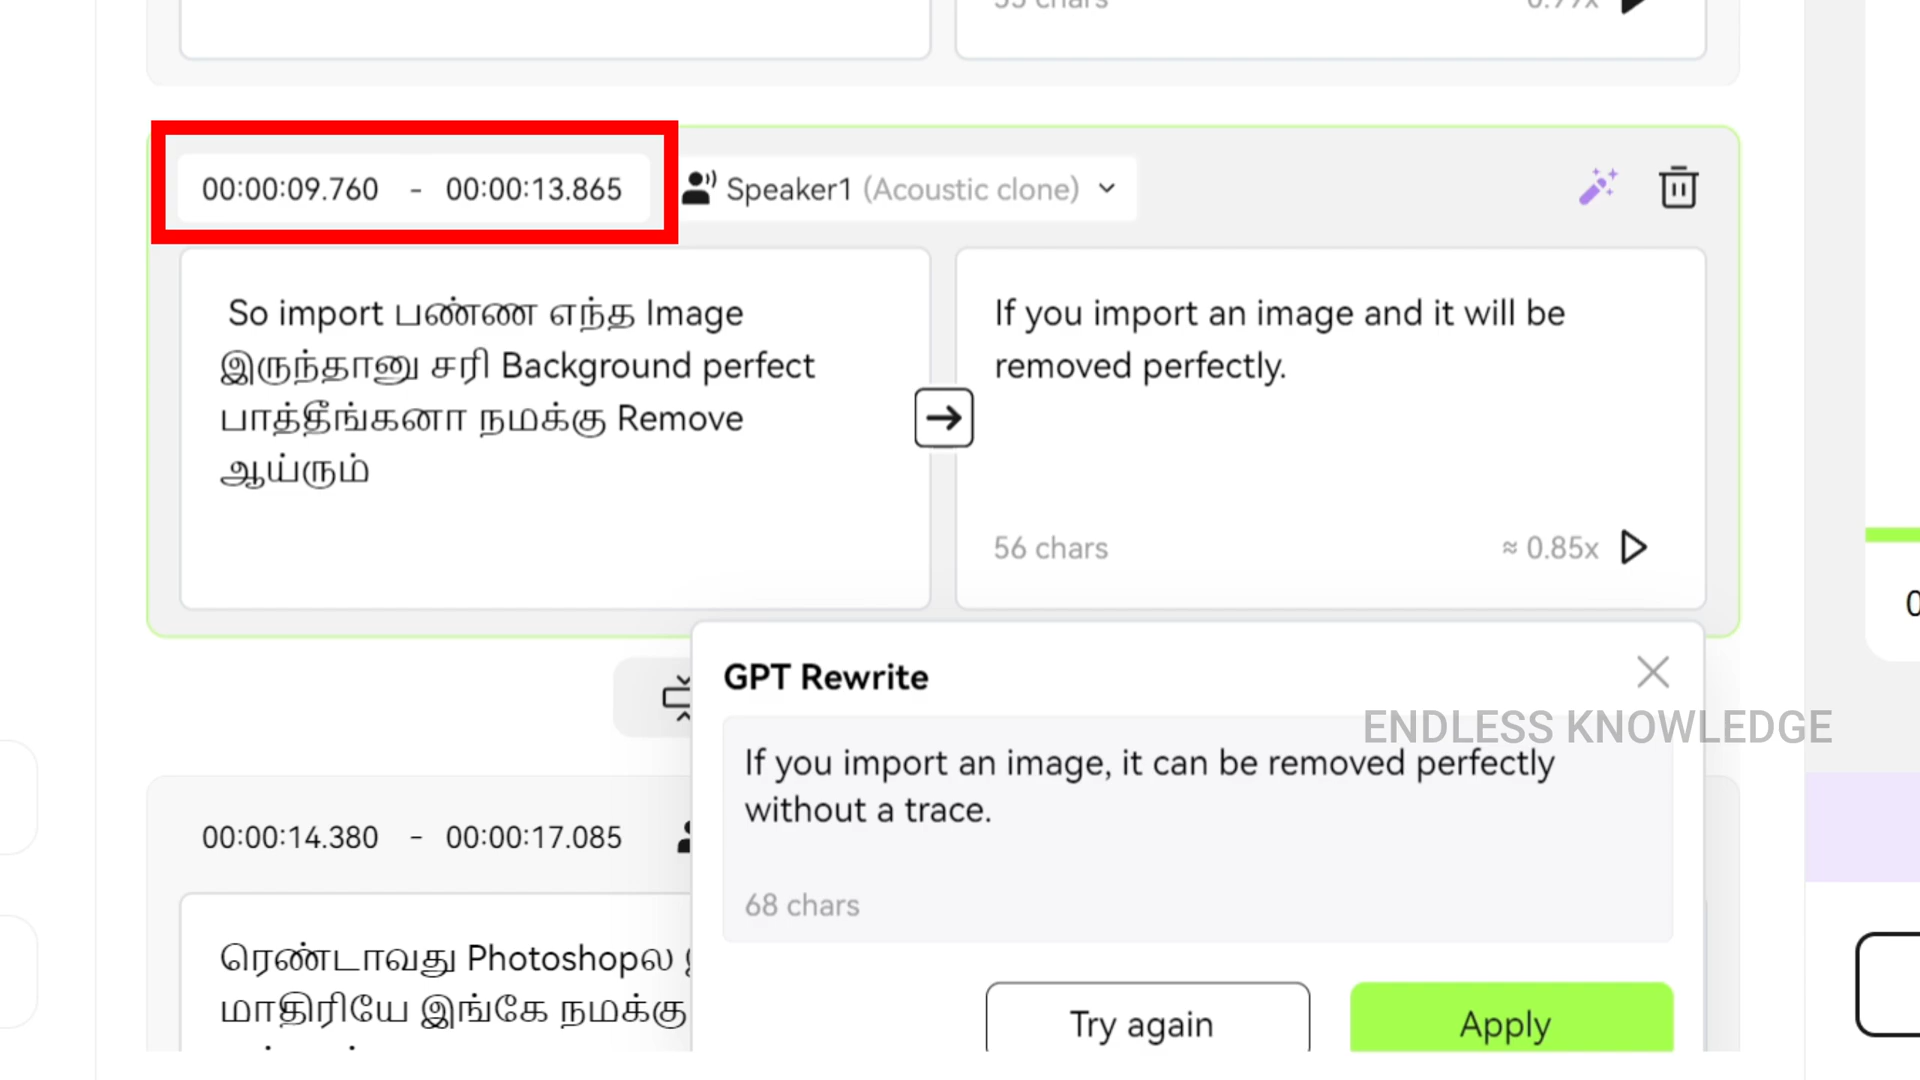 00:00:09.760 - 00:00:13.865 Speaker1 (Acoustic clone)
So import பண்ண எந்த Image
இருந்தானு சரி Background perfect
பாத்தீங்கனா நமக்கு Remove
ஆய்ரும்
If you import an image and it will be
removed perfectly.
56 chars ≈ 0.85x
GPT Rewrite
ENDLESS KNOWLEDGE
If you import an image, it can be removed perfectly
without a trace.
68 chars
Try again Apply
00:00:14.380 - 00:00:17.085
ரெண்டாவது Photoshopல
மாதிரியே இங்கே நமக்கு